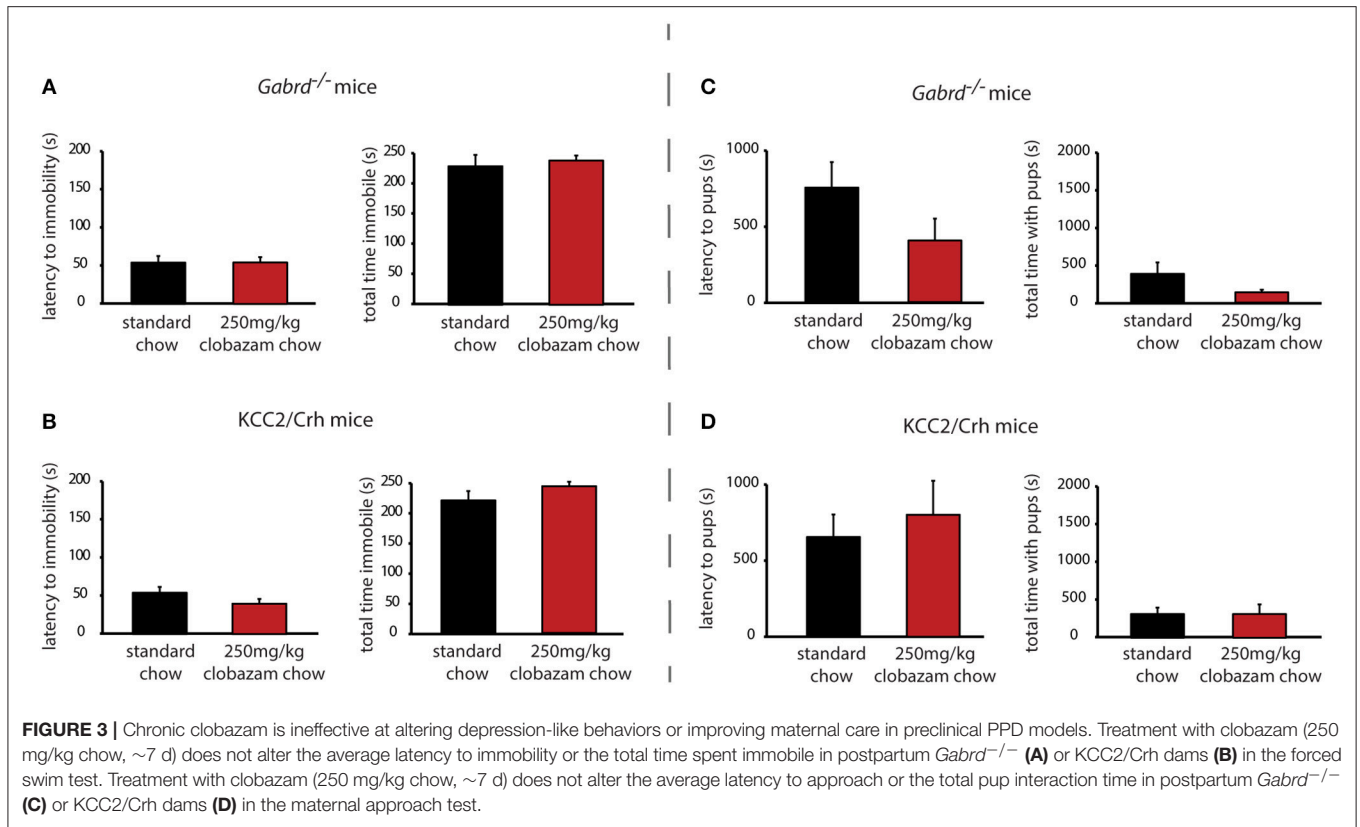 A
Gabrd-/- mice
latency to immobility (s)
200
150
100
50
0
standard chow
250mg/kg clobazam chow
total time immobile (s)
250
200
150
100
50
0
standard chow
250mg/kg clobazam chow
B
KCC2/Crh mice
latency to immobility (s)
200
150
100
50
0
standard chow
250mg/kg clobazam chow
total time immobile (s)
250
200
150
100
50
0
standard chow
250mg/kg clobazam chow
C
Gabrd-/- mice
latency to pups (s)
1000
500
0
standard chow
250mg/kg clobazam chow
total time with pups (s)
2000
1500
1000
500
0
standard chow
250mg/kg clobazam chow
D
KCC2/Crh mice
latency to pups (s)
1000
500
0
standard chow
250mg/kg clobazam chow
total time with pups (s)
2000
1500
1000
500
0
standard chow
250mg/kg clobazam chow
FIGURE 3 | Chronic clobazam is ineffective at altering depression-like behaviors or improving maternal care in preclinical PPD models. Treatment with clobazam (250
mg/kg chow, ~7 d) does not alter the average latency to immobility or the total time spent immobile in postpartum Gabrd−/− (A) or KCC2/Crh dams (B) in the forced
swim test. Treatment with clobazam (250 mg/kg chow, ~7 d) does not alter the average latency to approach or the total pup interaction time in postpartum Gabrd−/−
(C) or KCC2/Crh dams (D) in the maternal approach test.